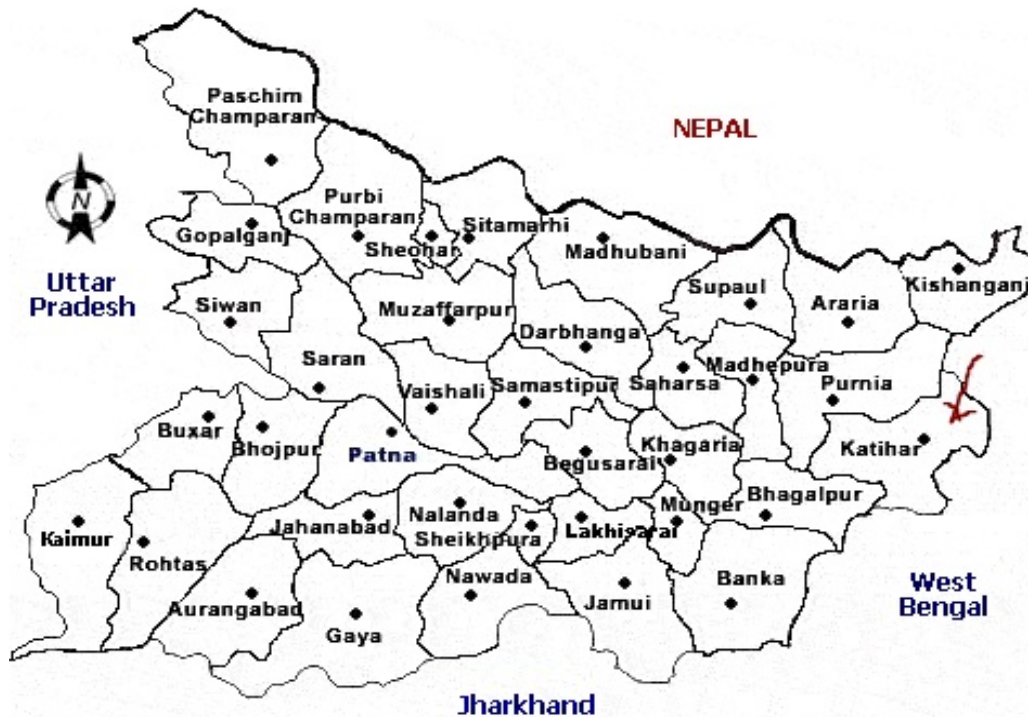 Paschim
Champaran
NEPAL
N
Purbi
Champaran
Gopalganj
Sheohar
Sitamarhi
Madhubani
Uttar
Pradesh
Siwan
Muzaffarpur
Supaul
Araria
Kishanganj
Darbhanga
Saran
Vaishali
Samastipur
Saharsa
Madhepura
Purnia
Buxar
Bhojpur
Patna
Begusarai
Khagaria
Katihar
Kaimur
Rohtas
Jahanabad
Nalanda
Sheikhpura
Lakhisarai
Munger
Bhagalpur
Aurangabad
Gaya
Nawada
Jamui
Banka
West
Bengal
Jharkhand